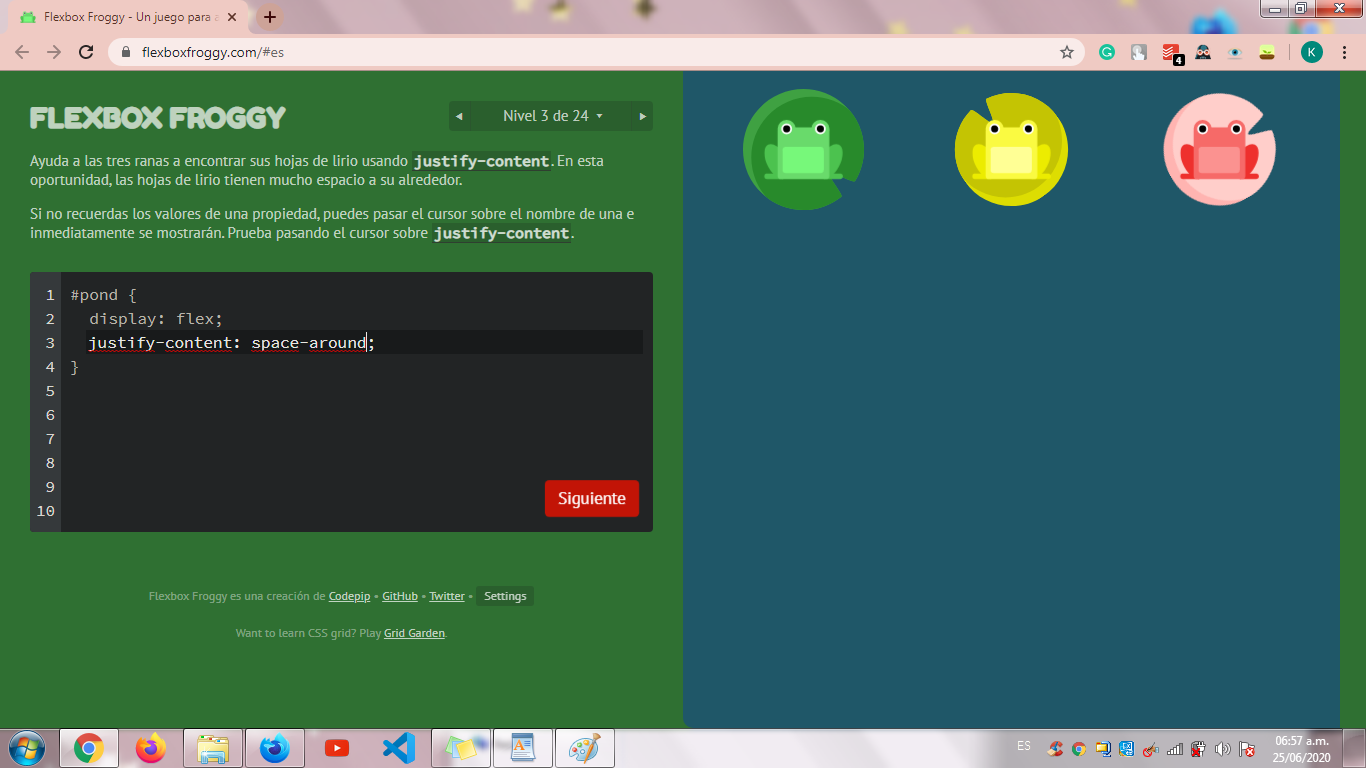 Flexbox Froggy - Un juego para a
flexboxfroggy.com/#es
4
K
FLEXBOX FROGGY
Nivel 3 de 24
Ayuda a las tres ranas a encontrar sus hojas de lirio usando justify-content. En esta
oportunidad, las hojas de lirio tienen mucho espacio a su alrededor.
Si no recuerdas los valores de una propiedad, puedes pasar el cursor sobre el nombre de una e
inmediatamente se mostrarán. Prueba pasando el cursor sobre justify-content.
1 #pond {
2 display: flex;
3 justify-content: space-around;
4 }
5
6
7
8
9
10
Siguiente
Flexbox Froggy es una creación de Codepip • GitHub • Twitter • Settings
Want to learn CSS grid? Play Grid Garden.
ES
06:57 a.m.
25/06/2020